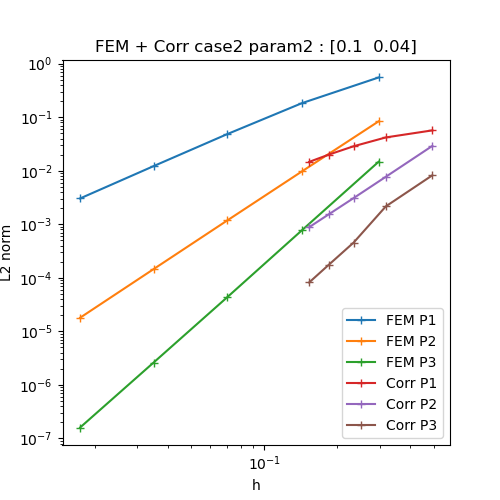 FEM + Corr case2 param2 : [0.1  0.04]
10^0
10^-1
10^-2
10^-3
10^-4
10^-5
10^-6
10^-7
L2 norm
10^-1
h
FEM P1
FEM P2
FEM P3
Corr P1
Corr P2
Corr P3